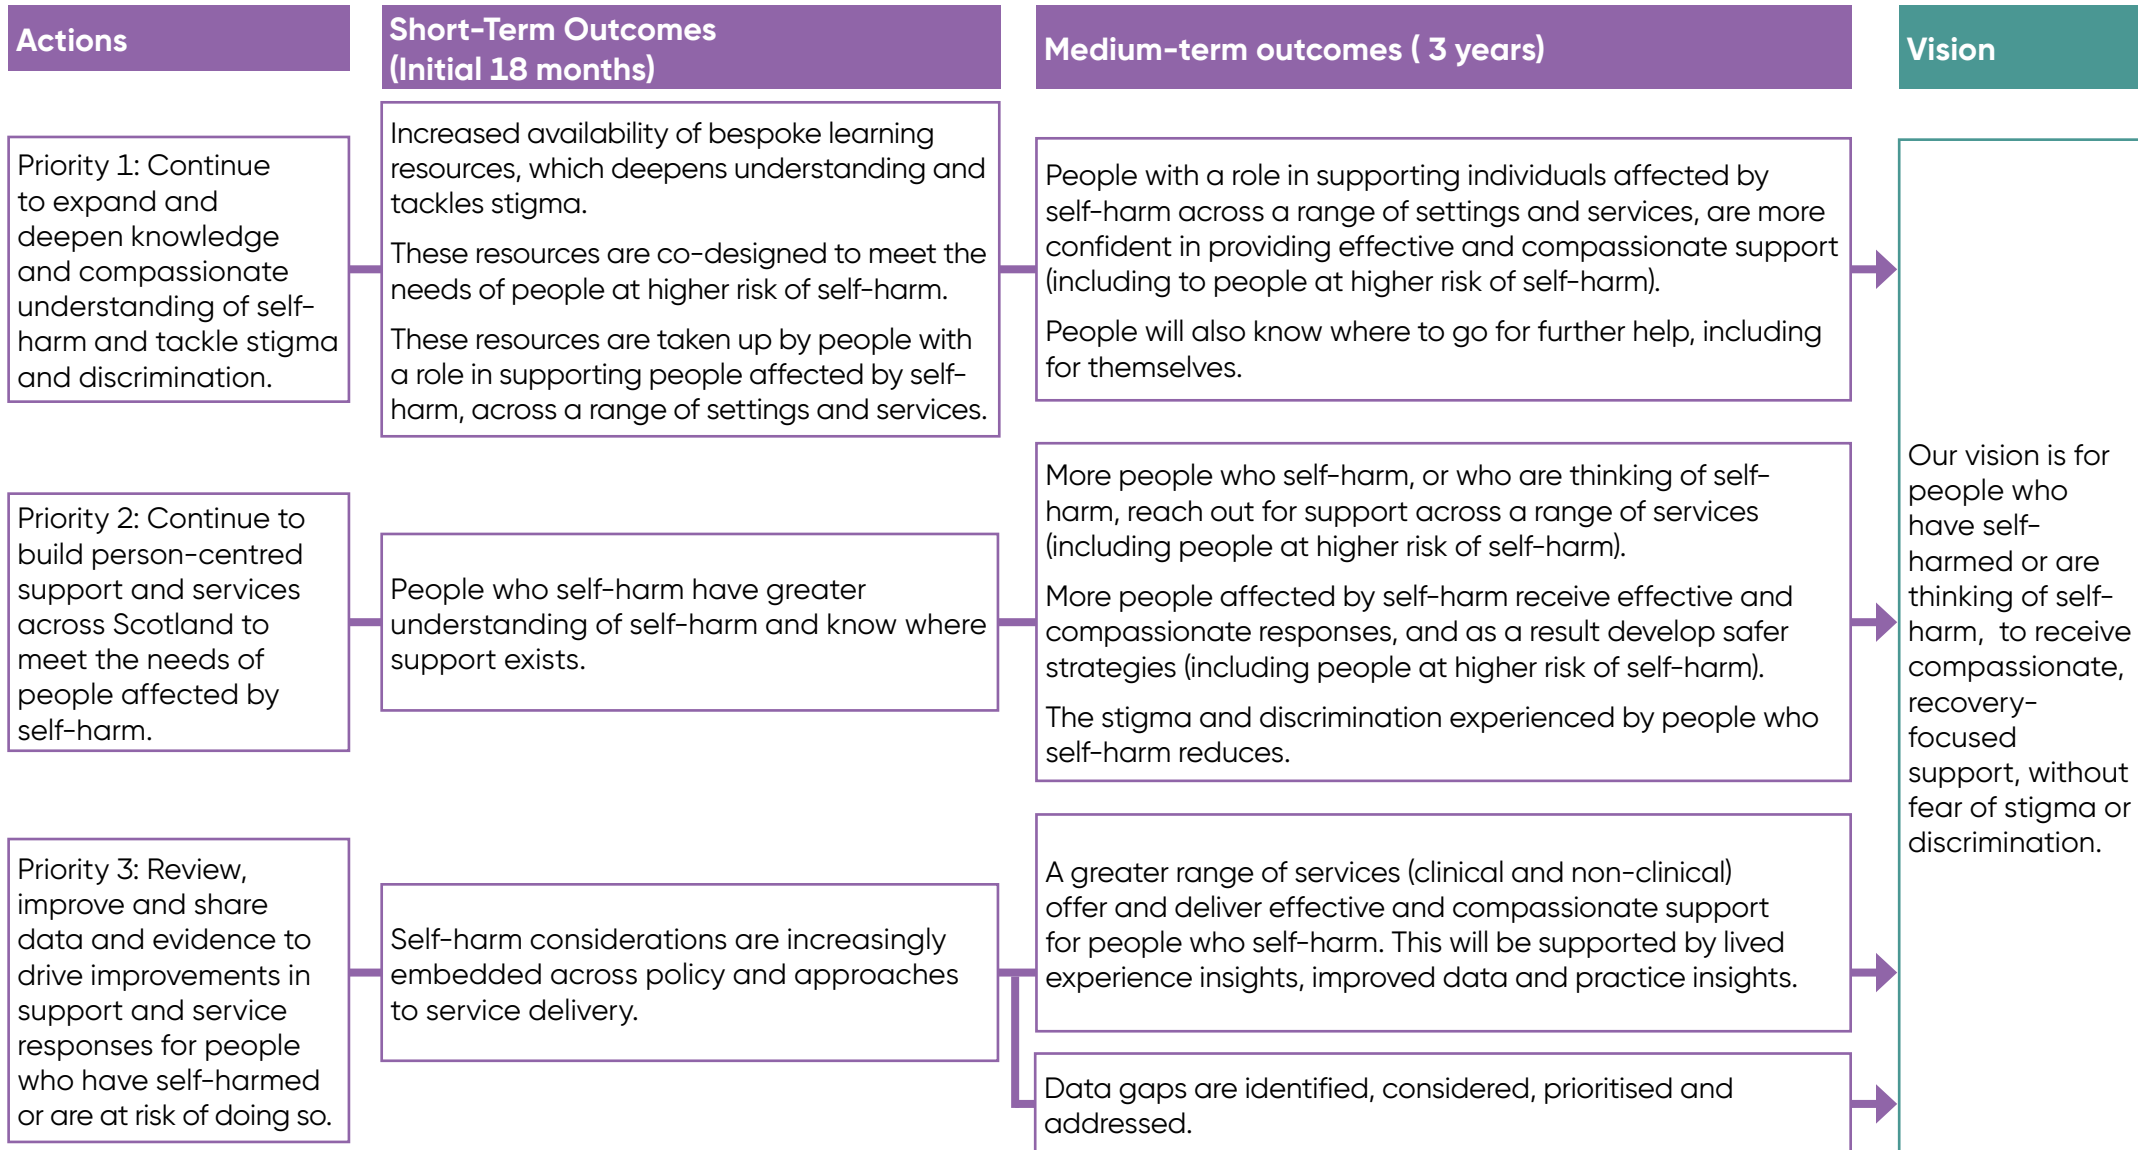 Actions
Short-Term Outcomes
(Initial 18 months)
Medium-term outcomes ( 3 years)
Vision
Priority 1: Continue
to expand and
deepen knowledge
and compassionate
understanding of self-
harm and tackle stigma
and discrimination.
Increased availability of bespoke learning
resources, which deepens understanding and
tackles stigma.
These resources are co-designed to meet the
needs of people at higher risk of self-harm.
These resources are taken up by people with
a role in supporting people affected by self-
harm, across a range of settings and services.
People with a role in supporting individuals affected by
self-harm across a range of settings and services, are more
confident in providing effective and compassionate support
(including to people at higher risk of self-harm).
People will also know where to go for further help, including
for themselves.
Priority 2: Continue to
build person-centred
support and services
across Scotland to
meet the needs of
people affected by
self-harm.
People who self-harm have greater
understanding of self-harm and know where
support exists.
More people who self-harm, or who are thinking of self-
harm, reach out for support across a range of services
(including people at higher risk of self-harm).
More people affected by self-harm receive effective and
compassionate responses, and as a result develop safer
strategies (including people at higher risk of self-harm).
The stigma and discrimination experienced by people who
self-harm reduces.
Priority 3: Review,
improve and share
data and evidence to
drive improvements in
support and service
responses for people
who have self-harmed
or are at risk of doing so.
Self-harm considerations are increasingly
embedded across policy and approaches
to service delivery.
A greater range of services (clinical and non-clinical)
offer and deliver effective and compassionate support
for people who self-harm. This will be supported by lived
experience insights, improved data and practice insights.
Data gaps are identified, considered, prioritised and
addressed.
Our vision is for
people who
have self-
harmed or are
thinking of self-
harm, to receive
compassionate,
recovery-
focused
support, without
fear of stigma or
discrimination.